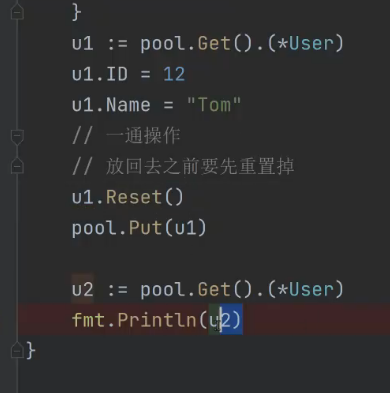 }
u1 := pool.Get().(*User)
u1.ID = 12
u1.Name = "Tom"
// 一通操作
// 放回去之前要先重置掉
u1.Reset()
pool.Put(u1)
u2 := pool.Get().(*User)
fmt.Println(u2)
}